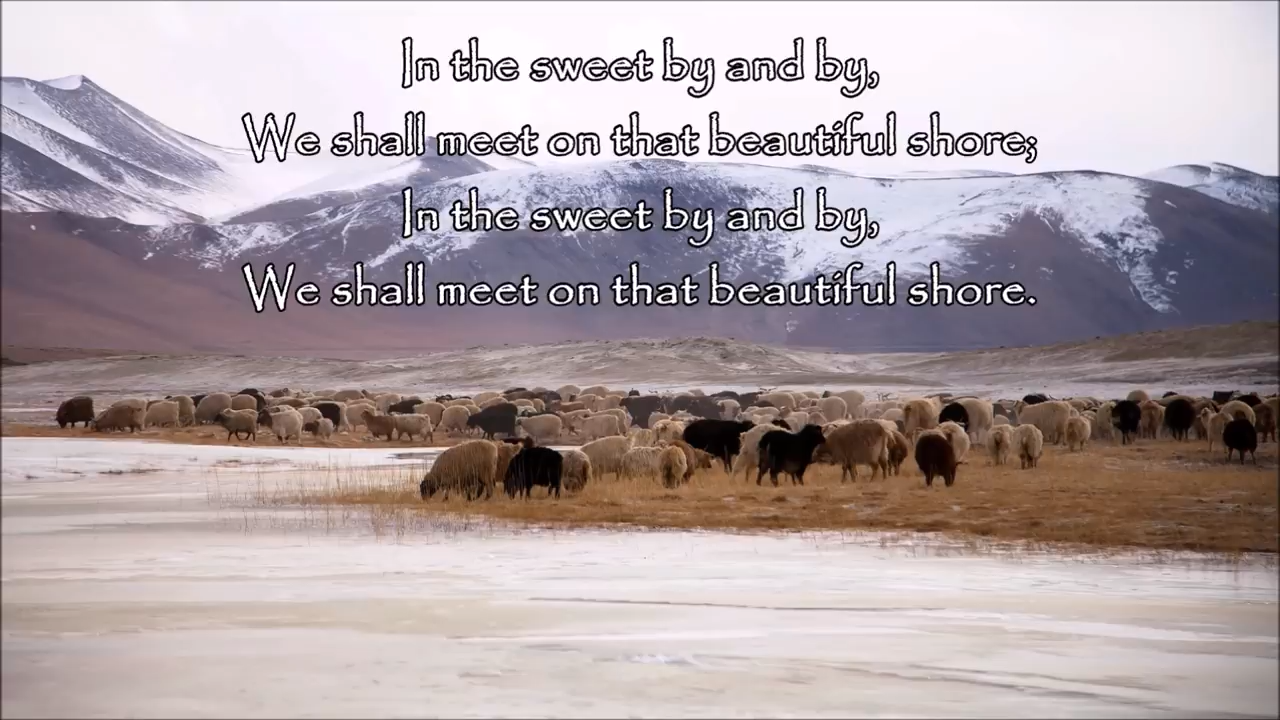 In the sweet by and by,
We shall meet on that beautiful shore;
In the sweet by and by,
We shall meet on that beautiful shore.